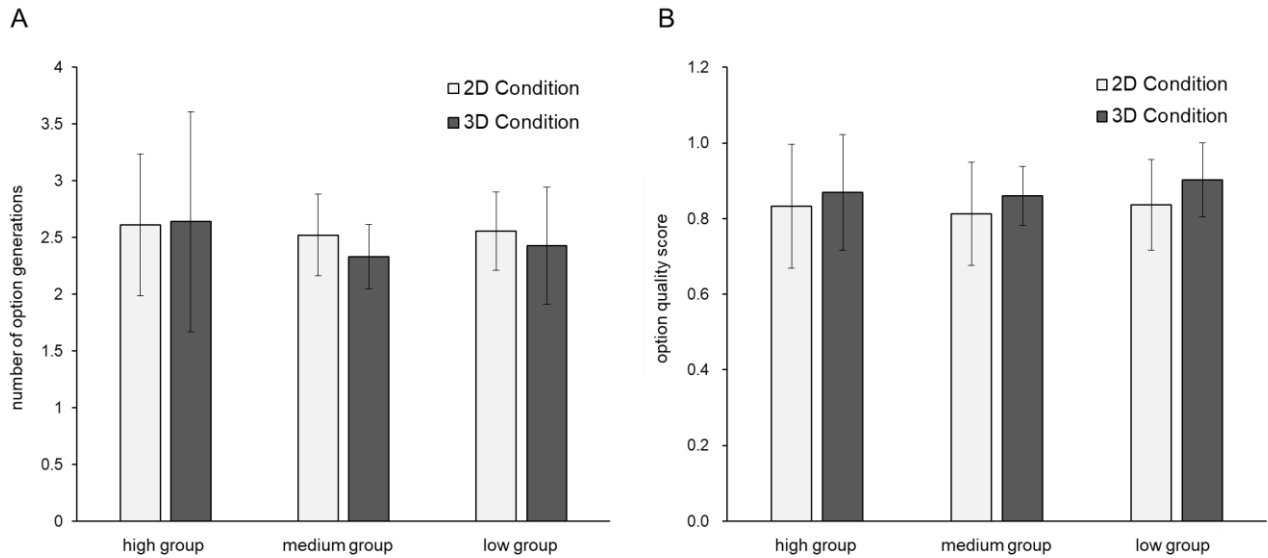 A
number of option generations
4
3.5
3
2.5
2
1.5
1
0.5
0
2D Condition
3D Condition
high group
medium group
low group
B
option quality score
1.2
1.0
0.8
0.6
0.4
0.2
0.0
2D Condition
3D Condition
high group
medium group
low group